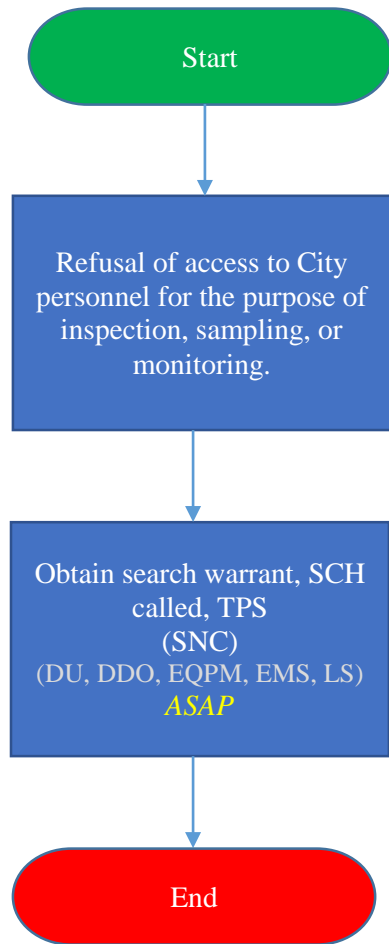 Start
Refusal of access to City
personnel for the purpose of
inspection, sampling, or
monitoring.
Obtain search warrant, SCH
called, TPS
(SNC)
(DU, DDO, EQPM, EMS, LS)
ASAP
End